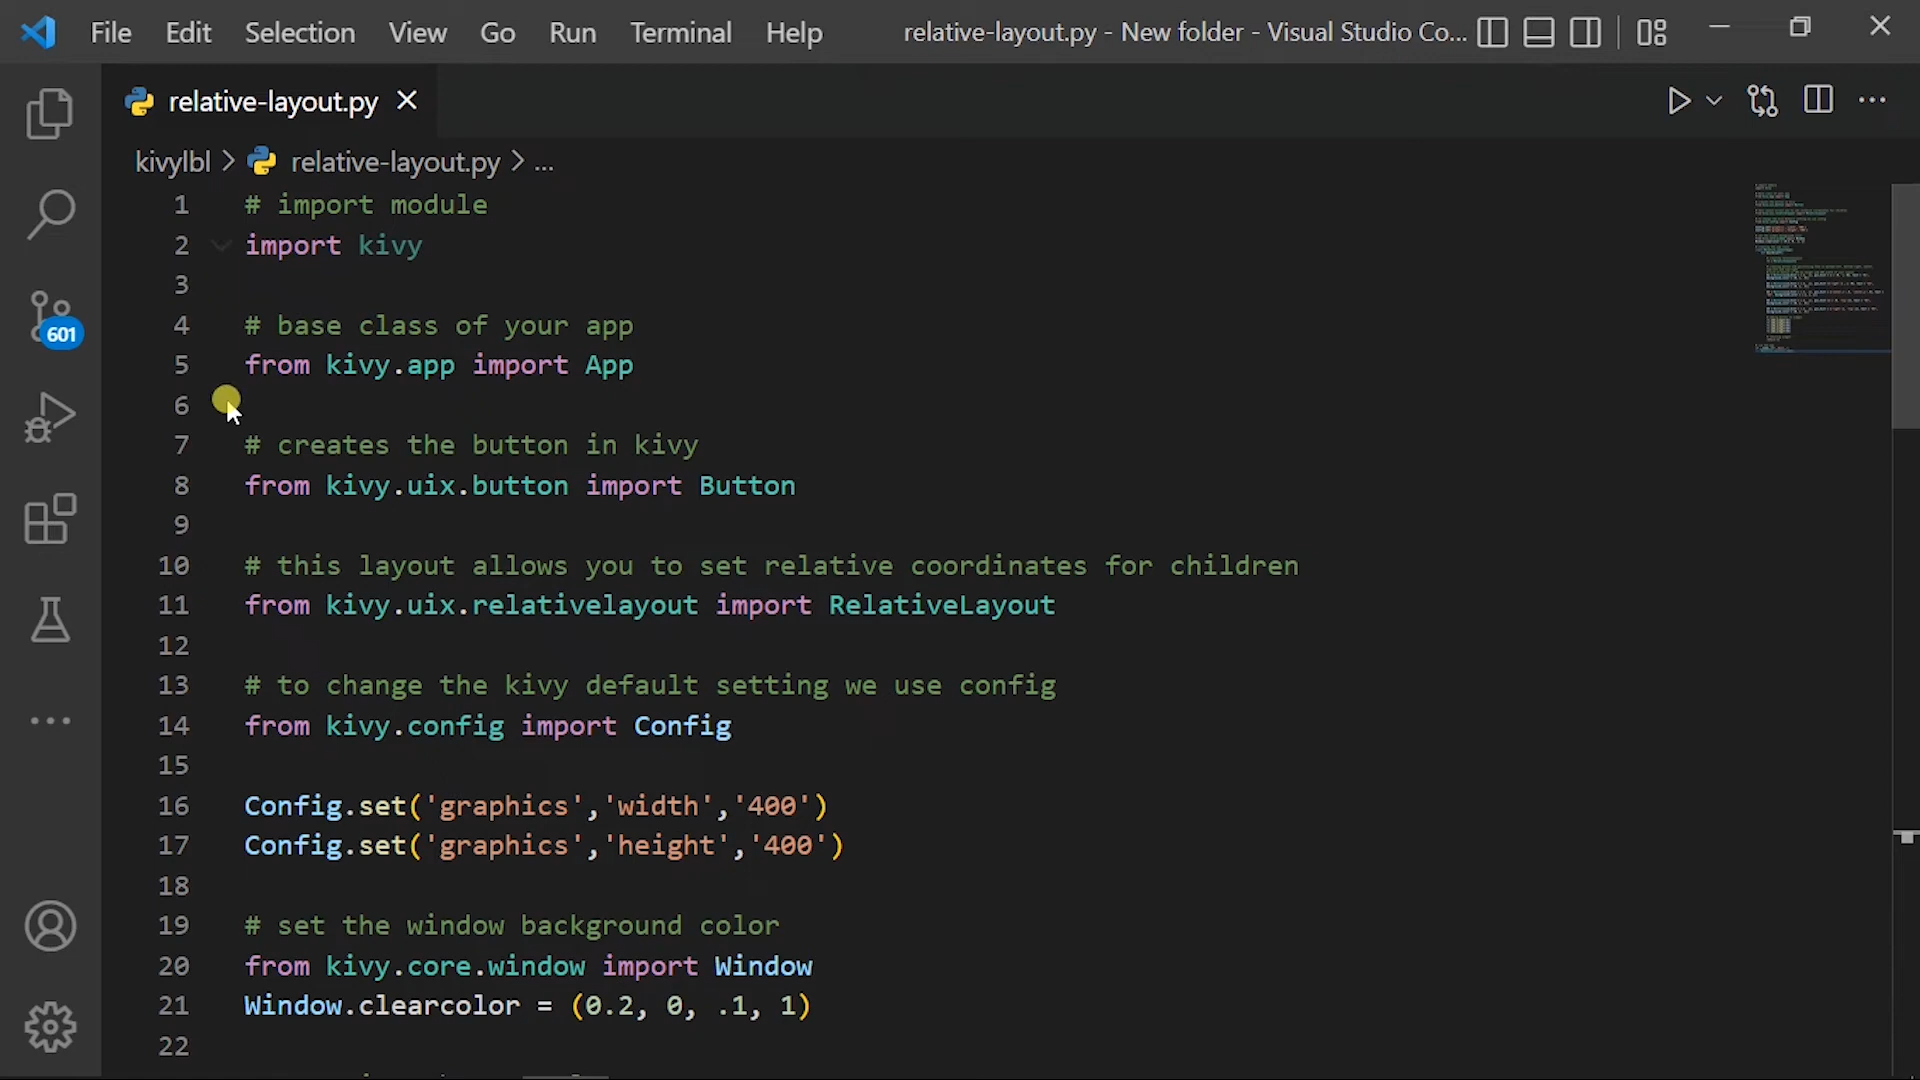 File Edit Selection View Go Run Terminal Help relative-layout.py - New folder - Visual Studio Co...
relative-layout.py
kivylbl > relative-layout.py > ...
1 # import module
2 import kivy
3
4 # base class of your app
5 from kivy.app import App
6
7 # creates the button in kivy
8 from kivy.uix.button import Button
9
10 # this layout allows you to set relative coordinates for children
11 from kivy.uix.relativelayout import RelativeLayout
12
13 # to change the kivy default setting we use config
14 from kivy.config import Config
15
16 Config.set('graphics','width','400')
17 Config.set('graphics','height','400')
18
19 # set the window background color
20 from kivy.core.window import Window
21 Window.clearcolor = (0.2, 0, .1, 1)
22
601